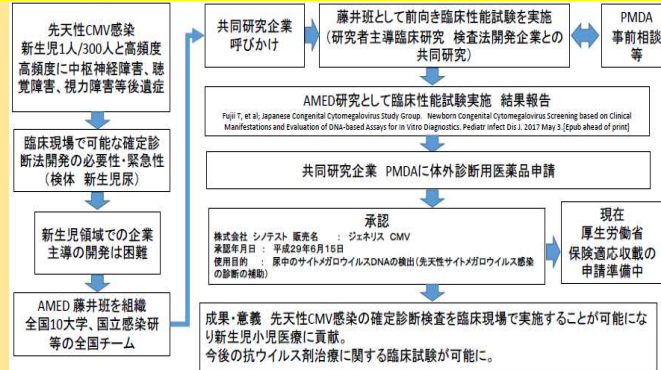 先天性CMV感染
新生児1人/300人と高頻度
高頻度に中枢神経障害、聴
覚障害、視力障害等後遺症
臨床現場で可能な確定診
断法開発の必要性・緊急性
(検体 新生児尿)
新生児領域での企業
主導の開発は困難
AMED 藤井班を組織
全国10大学、国立感染研
等の全国チーム
共同研究企業
呼びかけ
藤井班として前向き臨床性能試験を実施
(研究者主導臨床研究 検査法開発企業との
共同研究)
PMDA
事前相談
等
AMED研究として臨床性能試験実施 結果報告
Fujii T, et al; Japanese Congenital Cytomegalovirus Study Group. Newborn Congenital Cytomegalovirus Screening based on Clinical
Manifestations and Evaluation of DNA-based Assays for In Vitro Diagnostics. Pediatr Infect Dis J. 2017 May 3.[Epub ahead of print]
共同研究企業 PMDAに体外診断用医薬品申請
承認
株式会社 シノテスト 販売名 : ジェネリス CMV
承認年月日 : 平成29年6月15日
使用目的 : 尿中のサイトメガロウイルスDNAの検出(先天性サイトメガロウイルス感染
の診断の補助)
現在
厚生労働省
保険適応収載の
申請準備中
成果・意義 先天性CMV感染の確定診断検査を臨床現場で実施することが可能にな
り新生児小児医療に貢献。
今後の抗ウイルス剤治療に関する臨床試験が可能に。